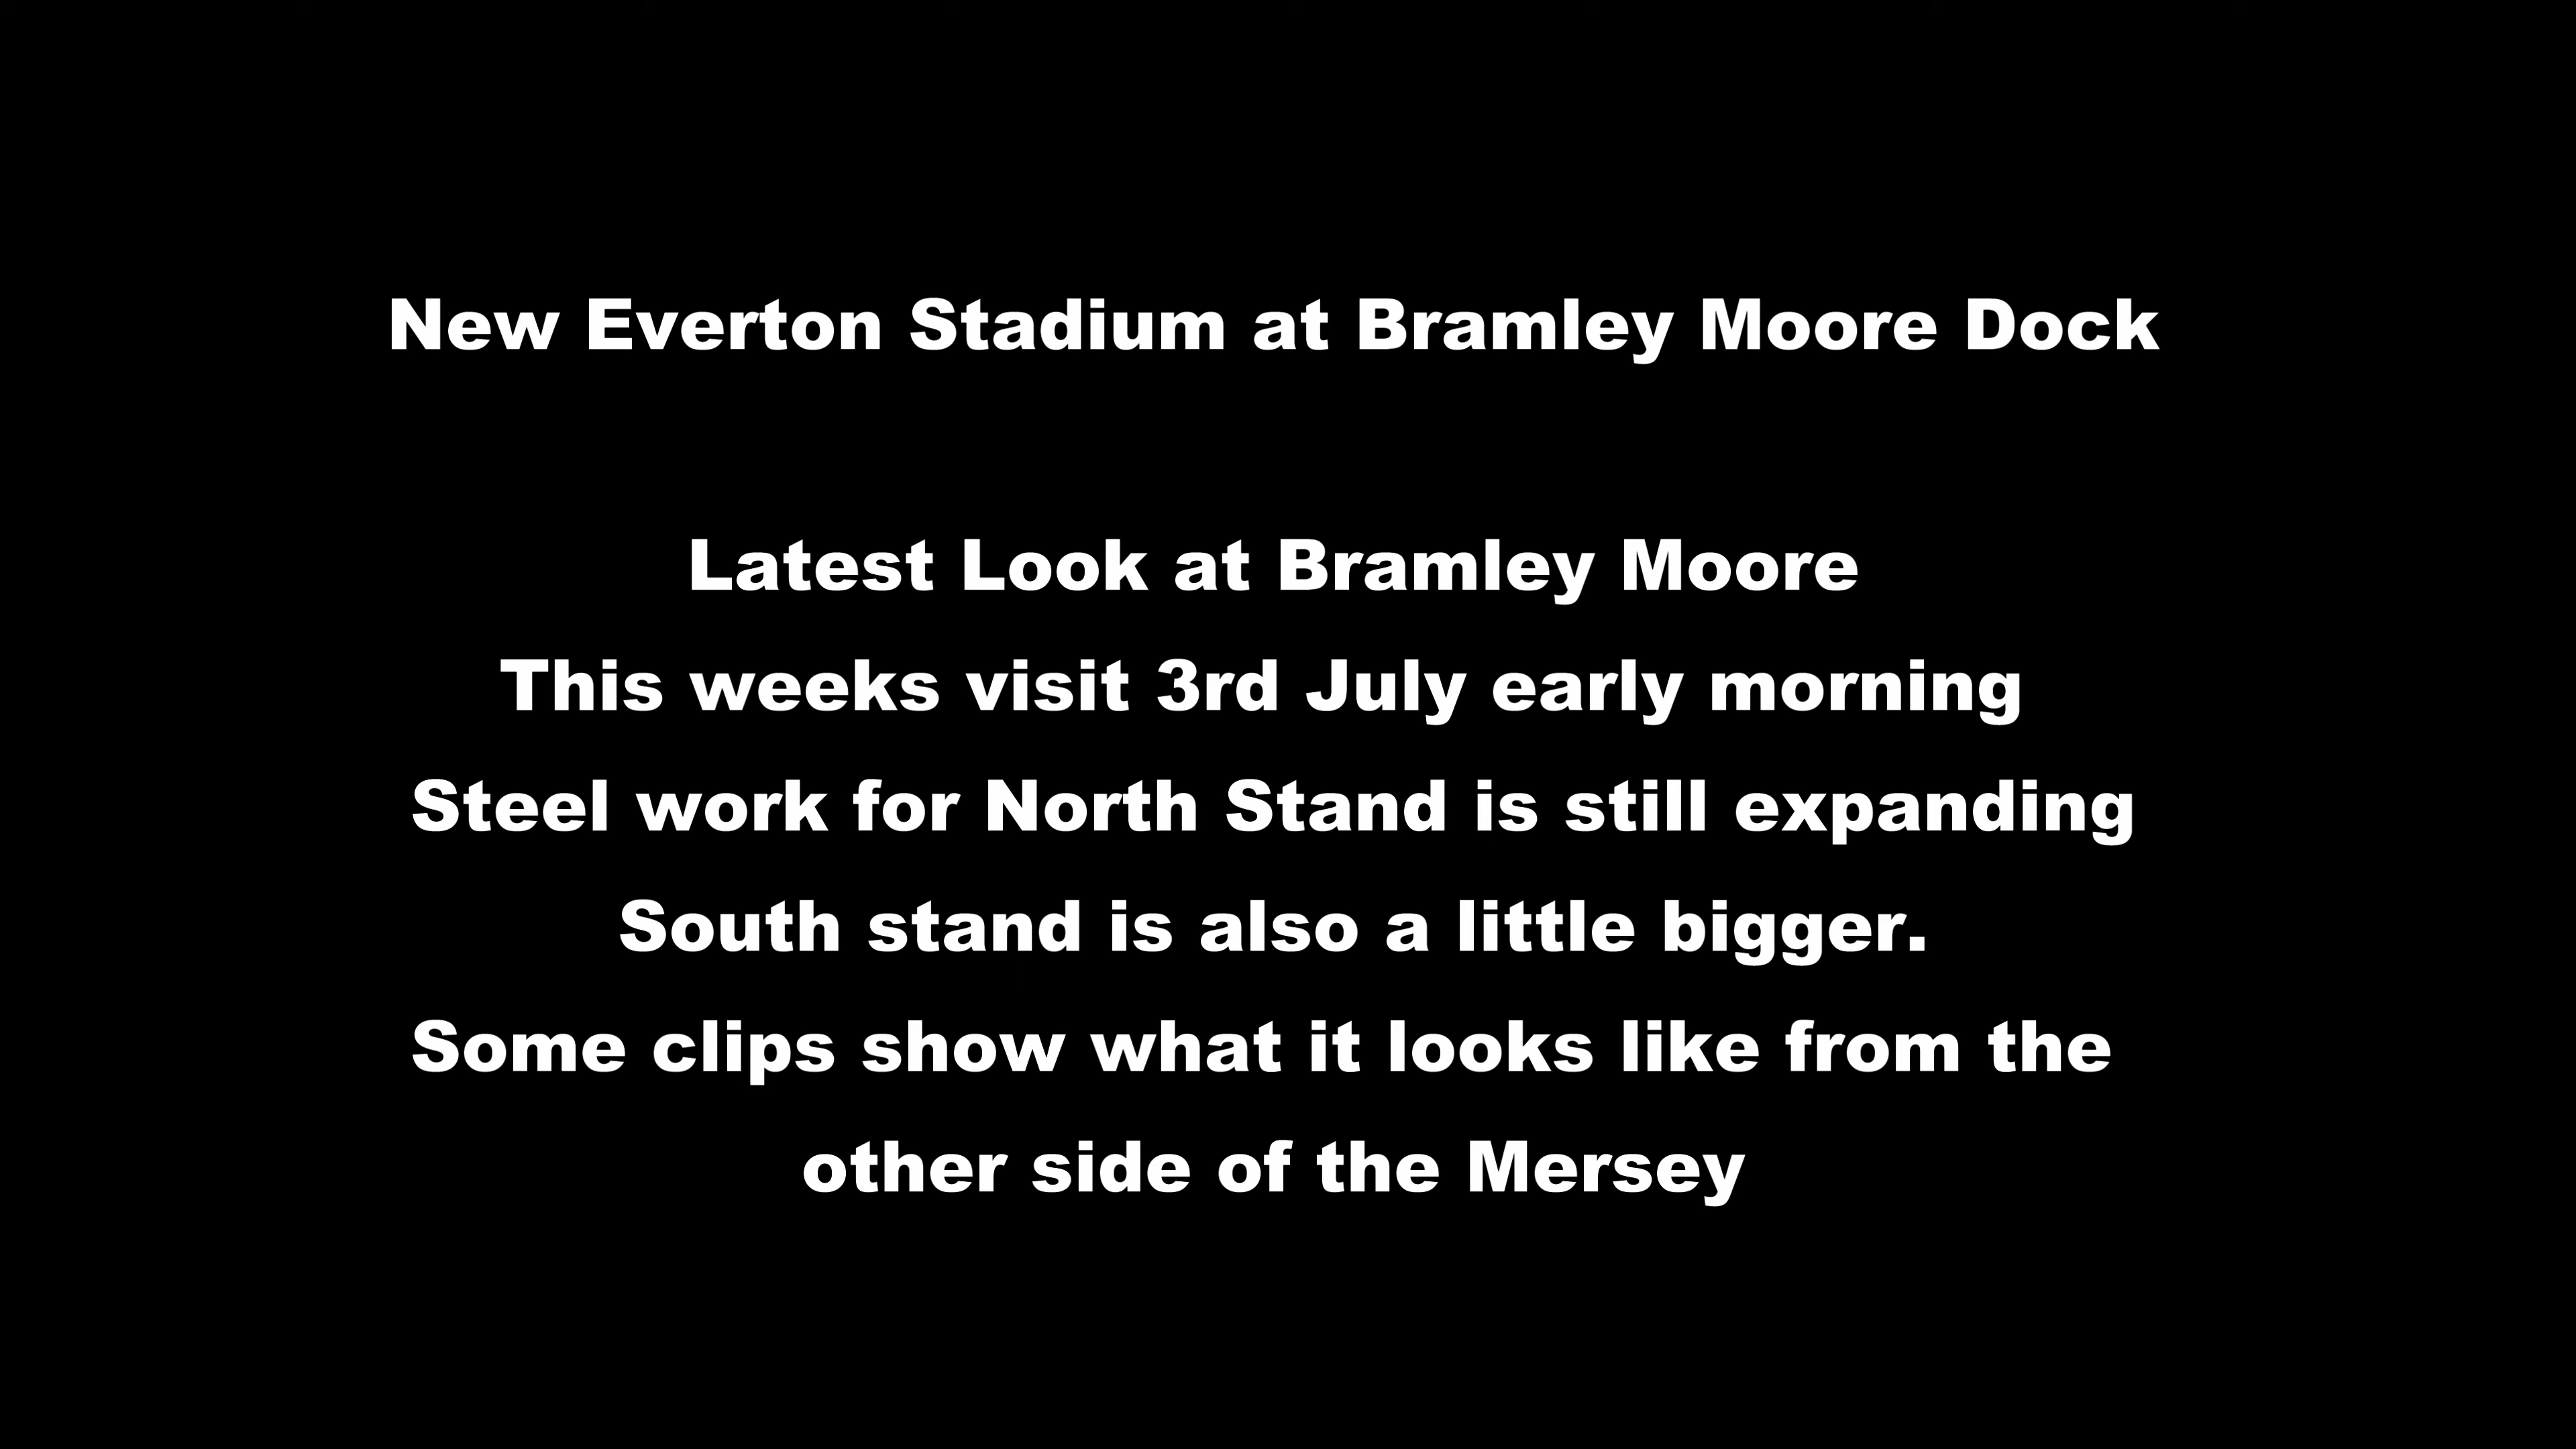 New Everton Stadium at Bramley Moore Dock
Latest Look at Bramley Moore
This weeks visit 3rd July early morning
Steel work for North Stand is still expanding
South stand is also a little bigger.
Some clips show what it looks like from the
other side of the Mersey